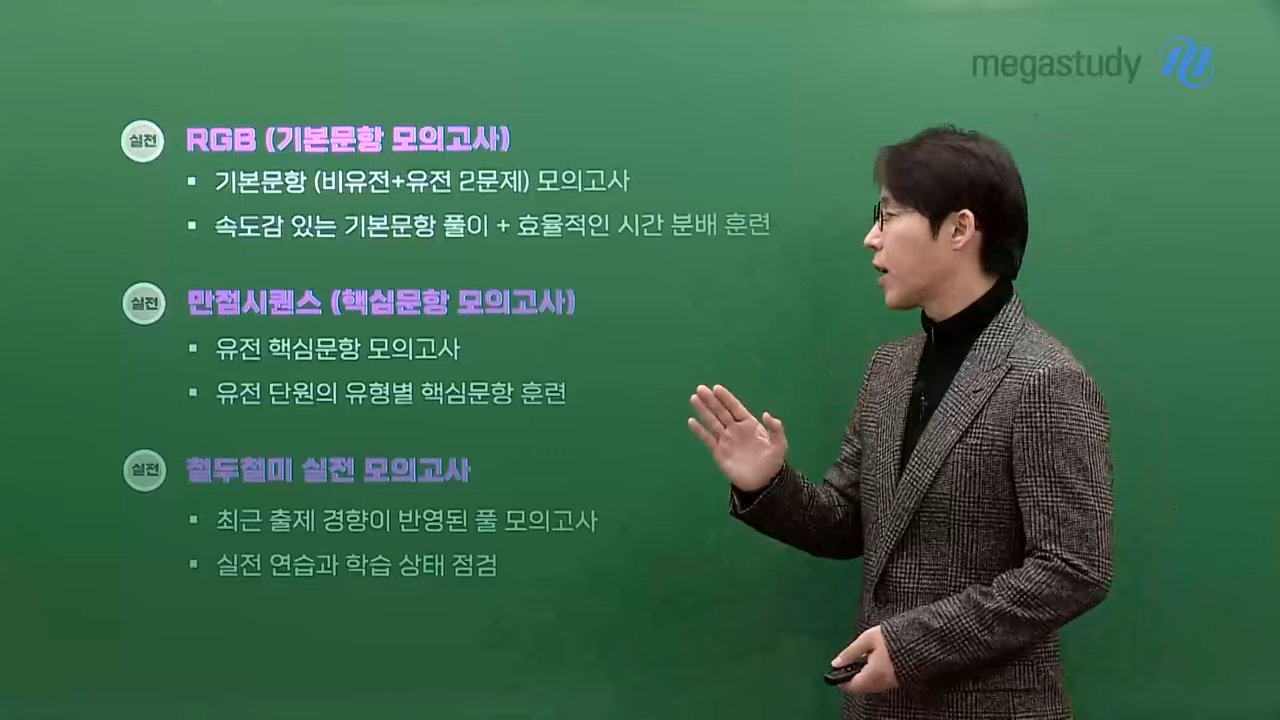 megastudy
실전 RGB (기본문항 모의고사)
▪ 기본문항 (비유전+유전 2문제) 모의고사
▪ 속도감 있는 기본문항 풀이 + 효율적인 시간 분배 훈련
실전 만점시퀀스 (핵심문항 모의고사)
▪ 유전 핵심문항 모의고사
▪ 유전 단원의 유형별 핵심문항 훈련
실전 철두철미 실전 모의고사
▪ 최근 출제 경향이 반영된 풀 모의고사
▪ 실전 연습과 학습 상태 점검